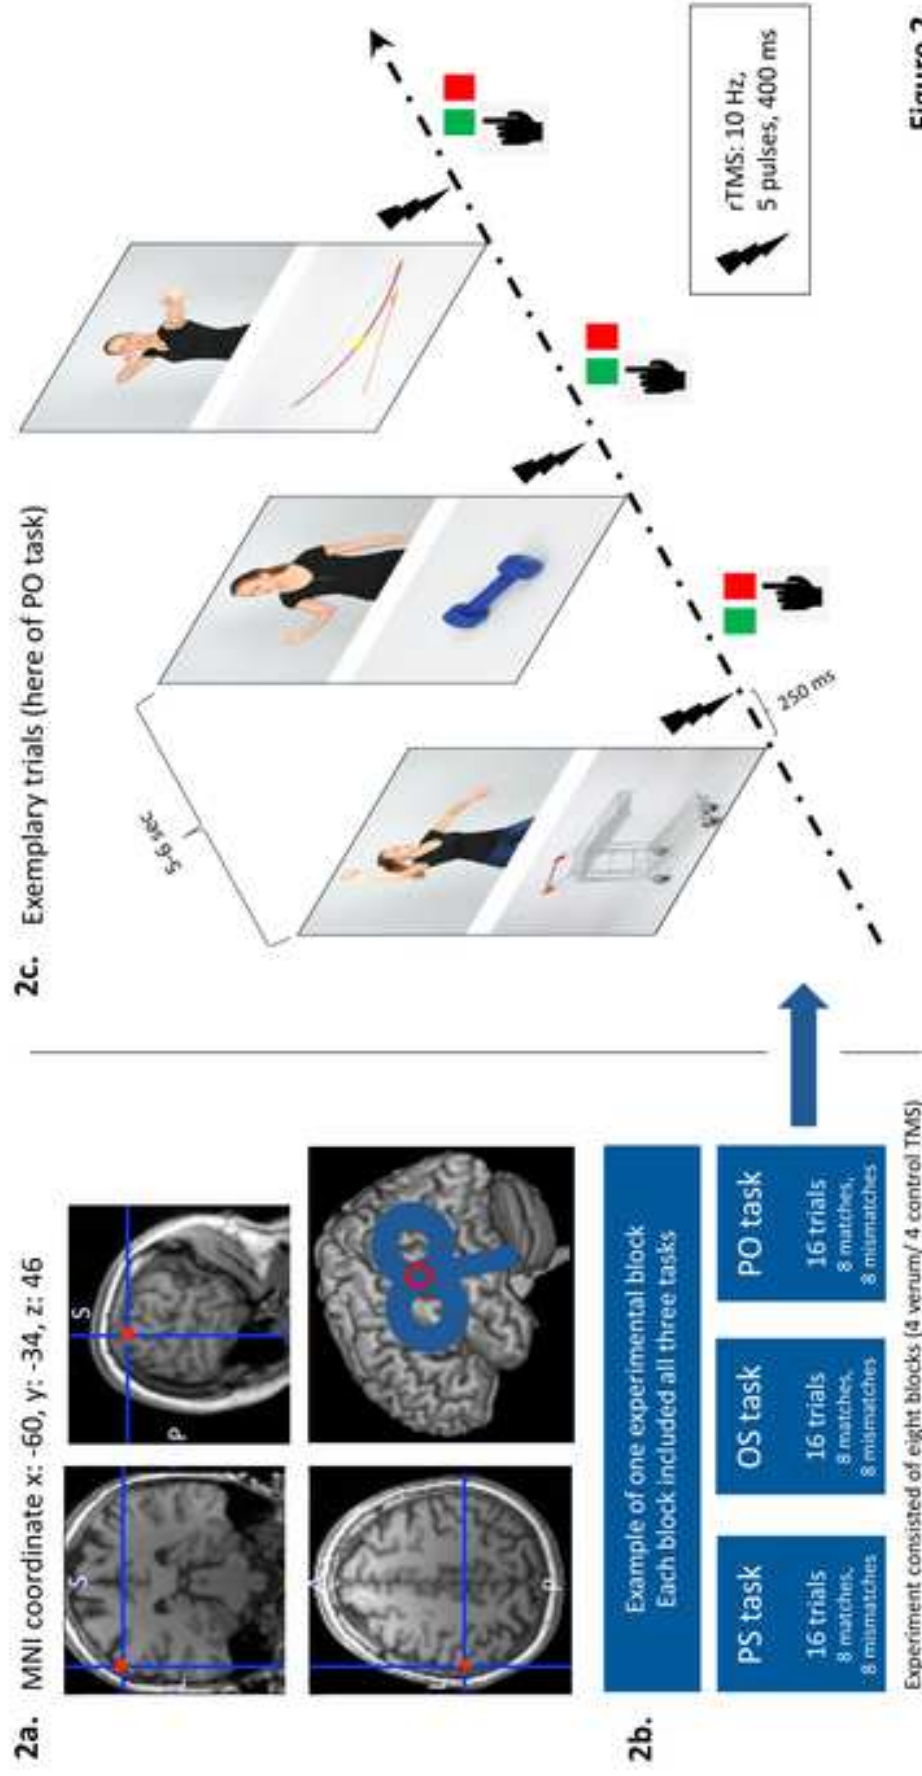 2a. MNI coordinate x: -60, y: -34, z: 46
S
S
P
L
A
L
P
2b.
Example of one experimental block
Each block included all three tasks
PS task
16 trials
8 matches,
8 mismatches
OS task
16 trials
8 matches,
8 mismatches
PO task
16 trials
8 matches,
8 mismatches
Experiment consisted of eight blocks (4 verum/ 4 control TMS)
2c. Exemplary trials (here of PO task)
5-6 sec
250 ms
rTMS: 10 Hz,
5 pulses, 400 ms
Figure 2